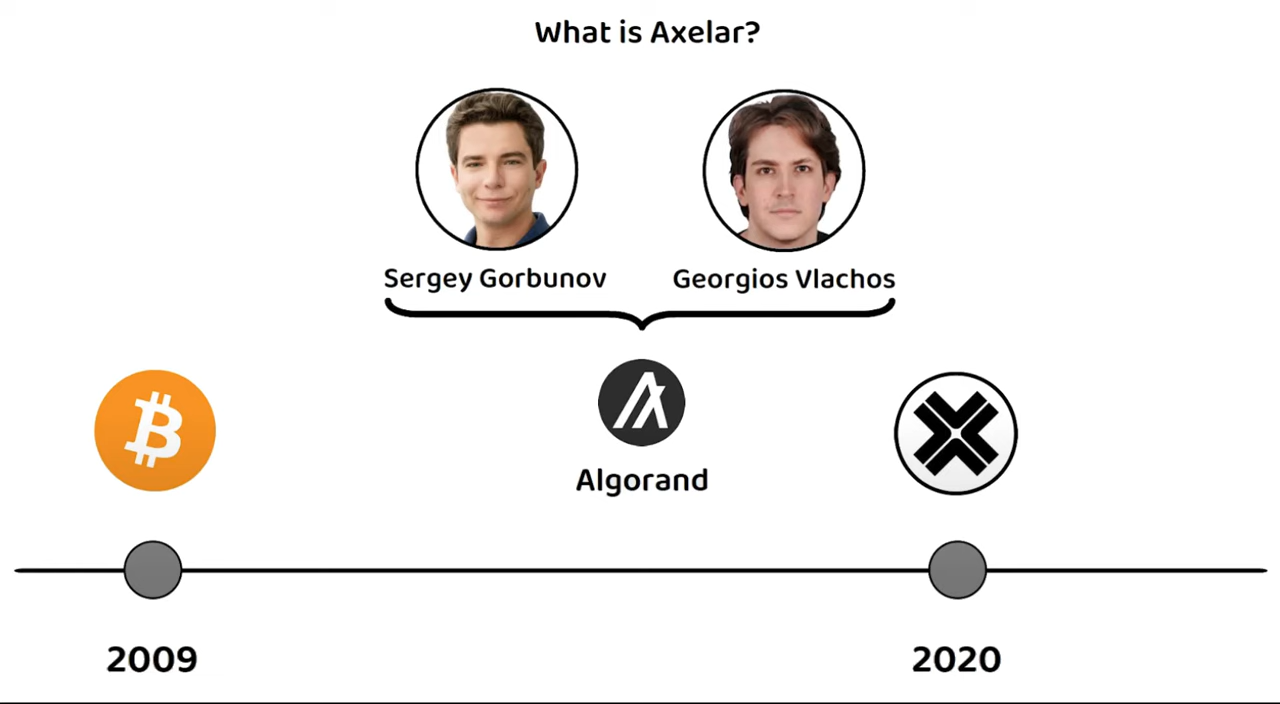 What is Axelar?
Sergey Gorbunov
Georgios Vlachos
Algorand
2009
2020